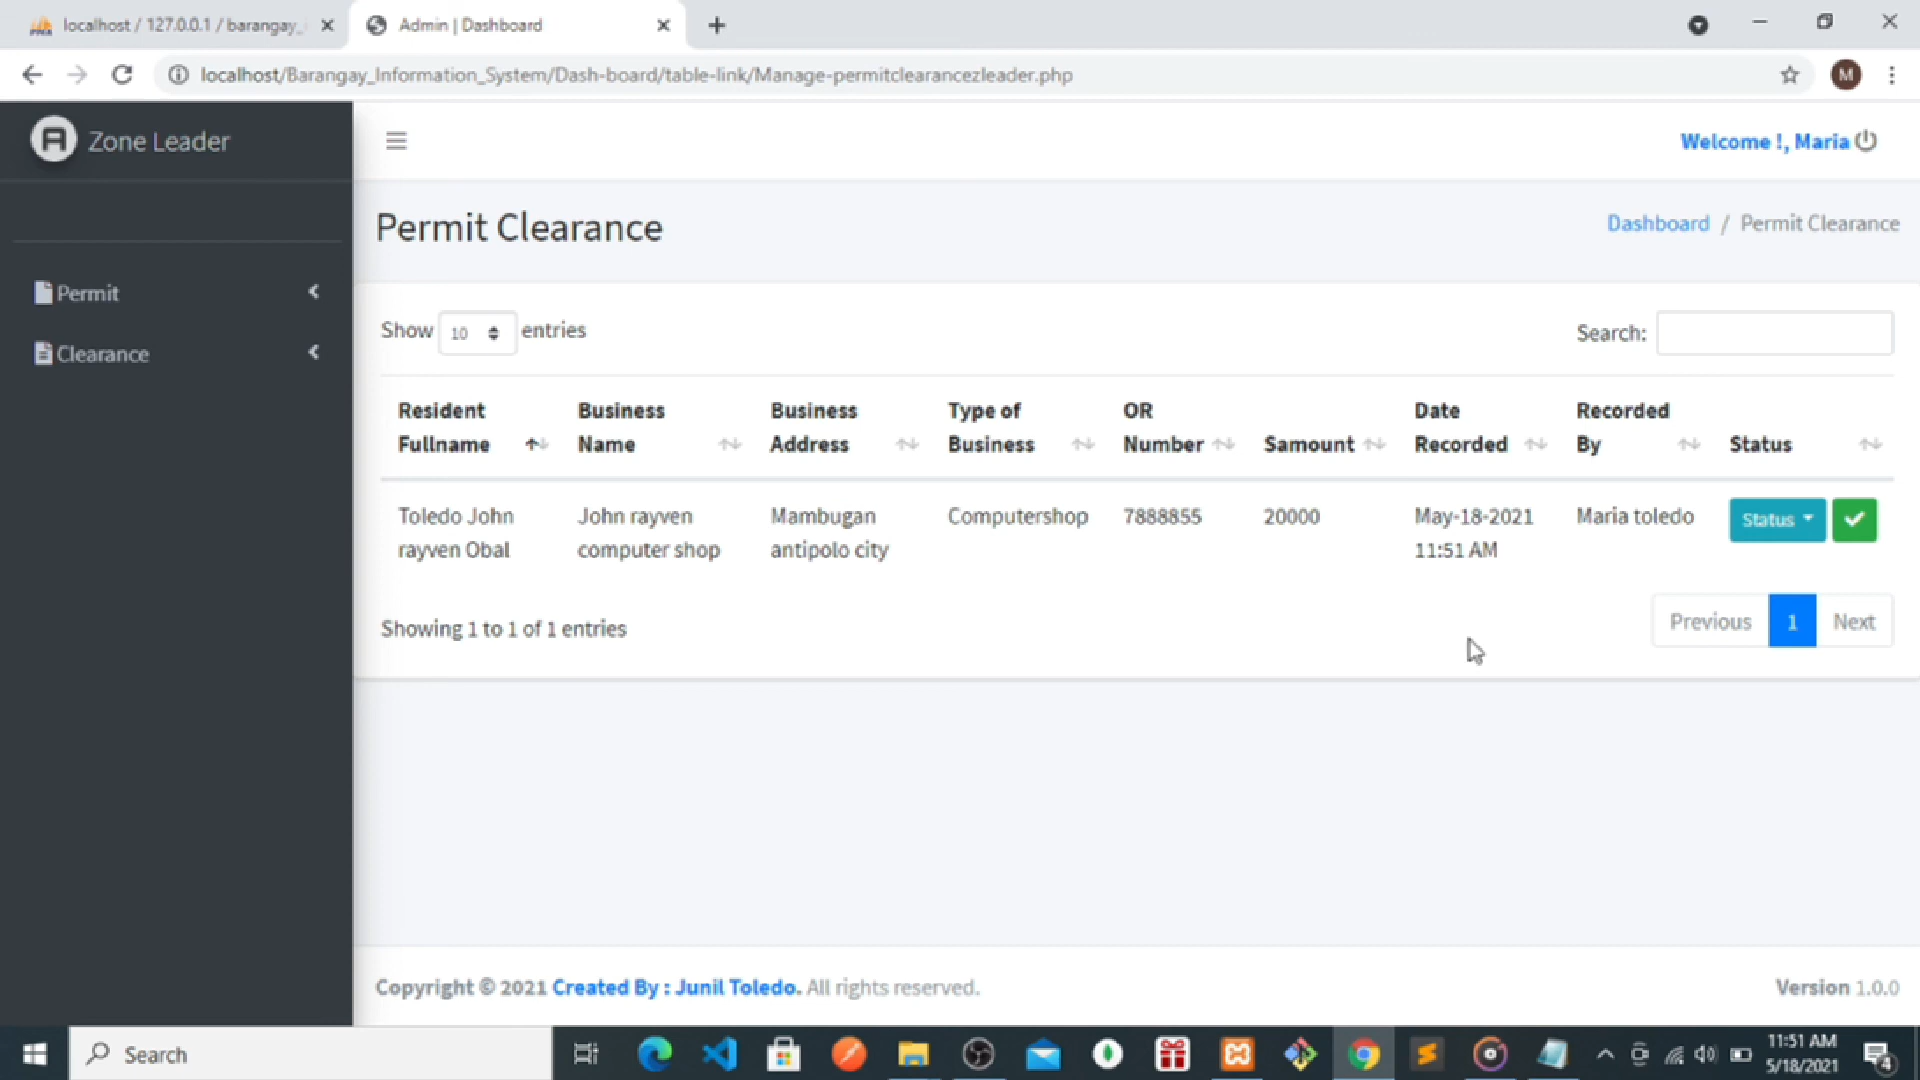 localhost / 127.0.0.1 / barangay_
Admin | Dashboard
localhost/Barangay_Information_System/Dash-board/table-link/Manage-permitclearancezleader.php
M
Zone Leader
Welcome !, Maria
Permit Clearance
Dashboard / Permit Clearance
Permit
Clearance
Show 10 entries
Search:
Resident Fullname
Business Name
Business Address
Type of Business
OR Number
Samount
Date Recorded
Recorded By
Status
Toledo John rayven Obal
John rayven computer shop
Mambugan antipolo city
Computershop
7888855
20000
May-18-2021 11:51 AM
Maria toledo
Status
Showing 1 to 1 of 1 entries
Previous 1 Next
Copyright © 2021 Created By : Junil Toledo. All rights reserved.
Version 1.0.0
Search
11:51 AM
5/18/2021
4